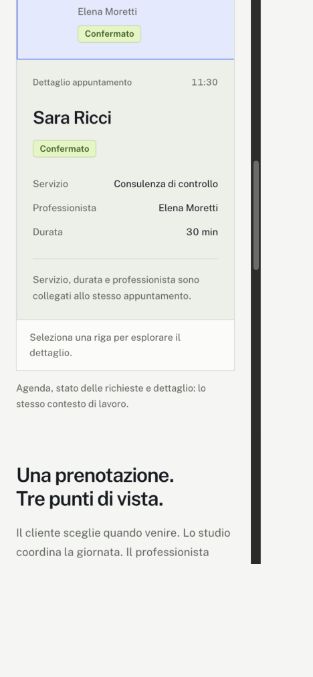 Elena Moretti
Confermato
Dettaglio appuntamento 11:30
Sara Ricci
Confermato
Servizio Consulenza di controllo
Professionista Elena Moretti
Durata 30 min
Servizio, durata e professionista sono
collegati allo stesso appuntamento.
Seleziona una riga per esplorare il
dettaglio.
Agenda, stato delle richieste e dettaglio: lo
stesso contesto di lavoro.
Una prenotazione.
Tre punti di vista.
Il cliente sceglie quando venire. Lo studio
coordina la giornata. Il professionista